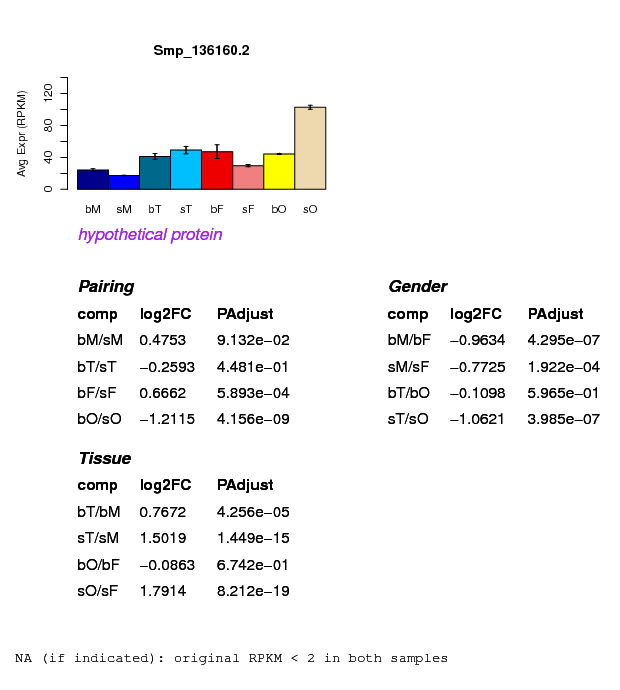 Smp_136160.2
Avg Expr (RPKM)
0 40 80 120
bM sM bT sT bF sF bO sO
hypothetical protein
Pairing
comp log2FC PAdjust
bM/sM 0.4753 9.132e−02
bT/sT −0.2593 4.481e−01
bF/sF 0.6662 5.893e−04
bO/sO −1.2115 4.156e−09
Gender
comp log2FC PAdjust
bM/bF −0.9634 4.295e−07
sM/sF −0.7725 1.922e−04
bT/bO −0.1098 5.965e−01
sT/sO −1.0621 3.985e−07
Tissue
comp log2FC PAdjust
bT/bM 0.7672 4.256e−05
sT/sM 1.5019 1.449e−15
bO/bF −0.0863 6.742e−01
sO/sF 1.7914 8.212e−19
NA (if indicated): original RPKM < 2 in both samples